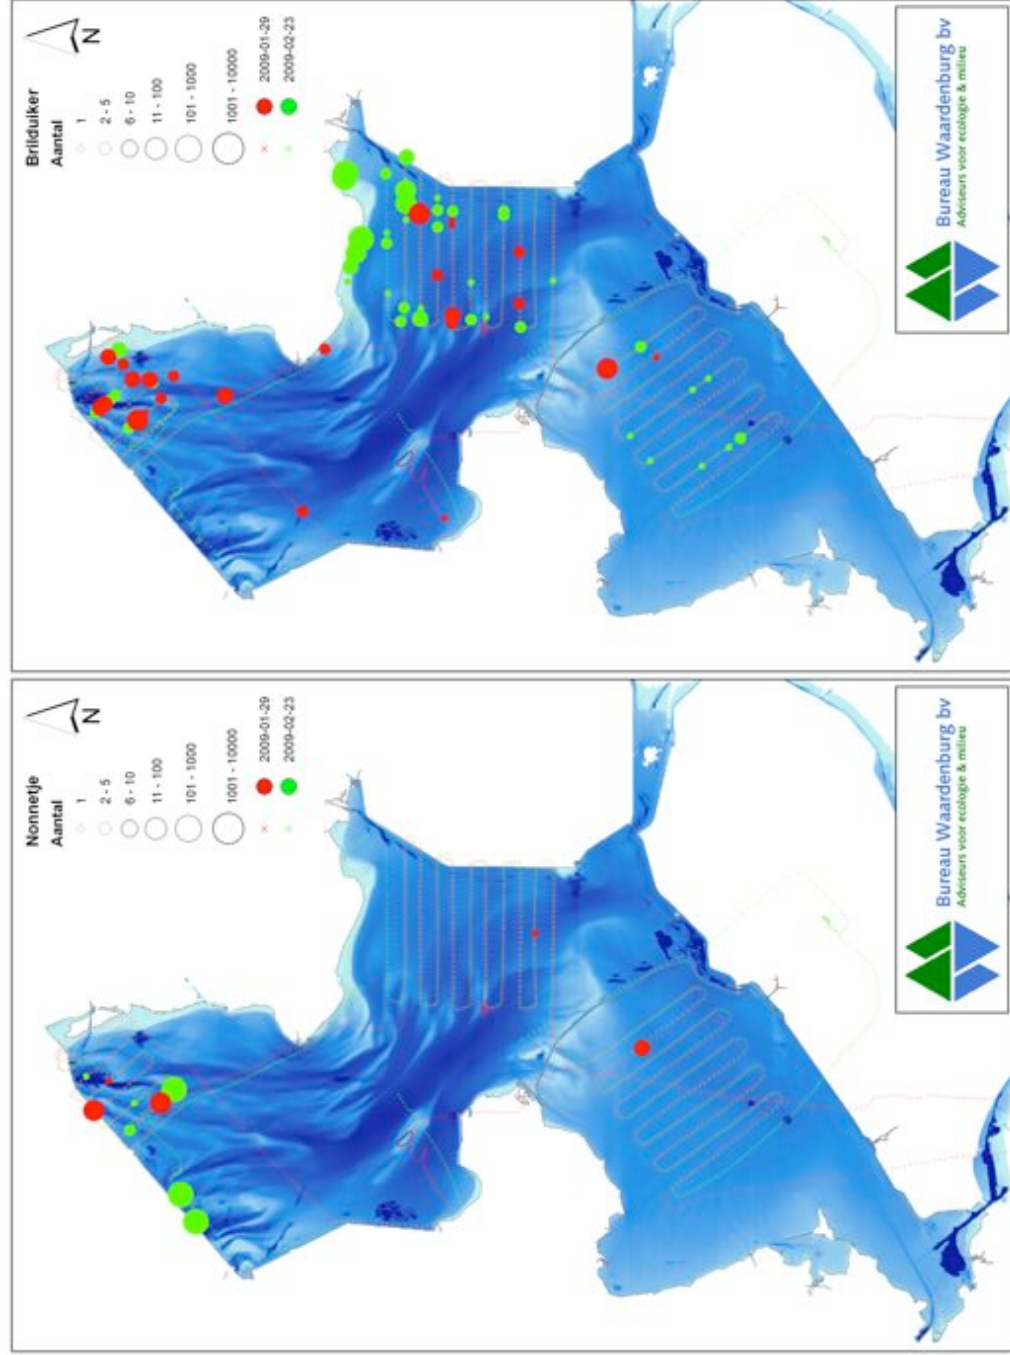 Nonnetje
Aantal
1
2 - 5
6 - 10
11 - 100
101 - 1000
1001 - 10000
2009-01-29
2009-02-23
N
Bureau Waardenburg bv
Adviseurs voor ecologie & milieu
Brilduiker
Aantal
1
2 - 5
6 - 10
11 - 100
101 - 1000
1001 - 10000
2009-01-29
2009-02-23
N
Bureau Waardenburg bv
Adviseurs voor ecologie & milieu